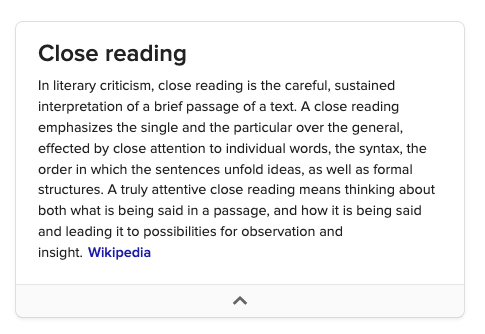 Close reading
In literary criticism, close reading is the careful, sustained
interpretation of a brief passage of a text. A close reading
emphasizes the single and the particular over the general,
effected by close attention to individual words, the syntax, the
order in which the sentences unfold ideas, as well as formal
structures. A truly attentive close reading means thinking about
both what is being said in a passage, and how it is being said
and leading it to possibilities for observation and
insight. Wikipedia